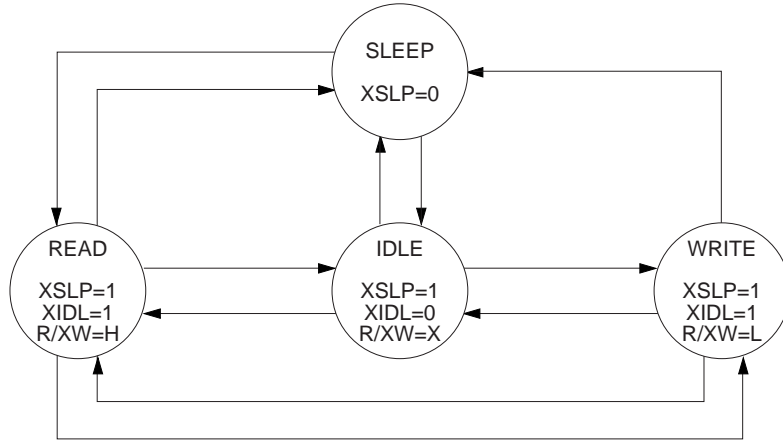 SLEEP
XSLP=0
READ
XSLP=1
XIDL=1
R/XW=H
IDLE
XSLP=1
XIDL=0
R/XW=X
WRITE
XSLP=1
XIDL=1
R/XW=L